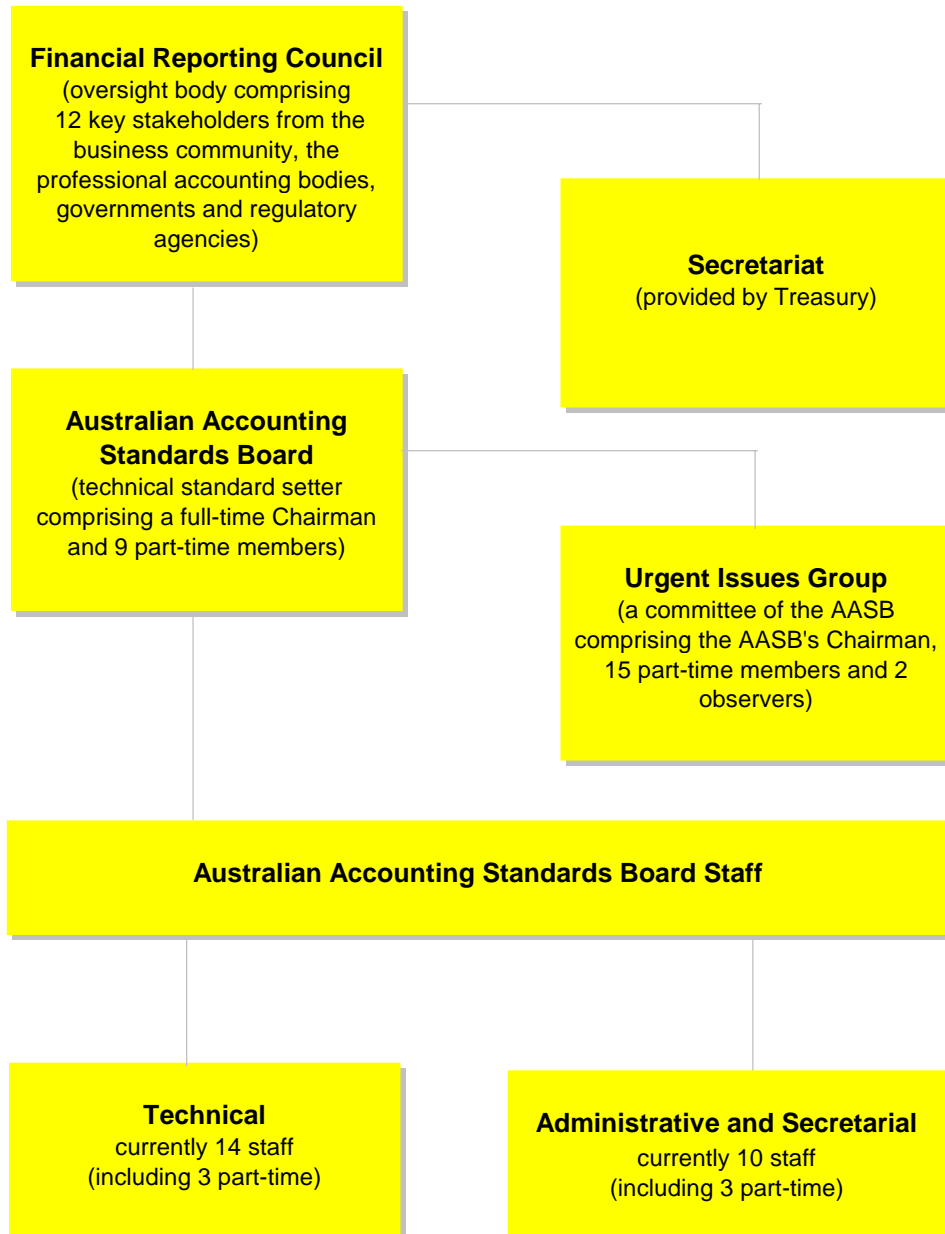 Financial Reporting Council
(oversight body comprising
12 key stakeholders from the
business community, the
professional accounting bodies,
governments and regulatory
agencies)
Secretariat
(provided by Treasury)
Australian Accounting
Standards Board
(technical standard setter
comprising a full-time Chairman
and 9 part-time members)
Urgent Issues Group
(a committee of the AASB
comprising the AASB's Chairman,
15 part-time members and 2
observers)
Australian Accounting Standards Board Staff
Technical
currently 14 staff
(including 3 part-time)
Administrative and Secretarial
currently 10 staff
(including 3 part-time)